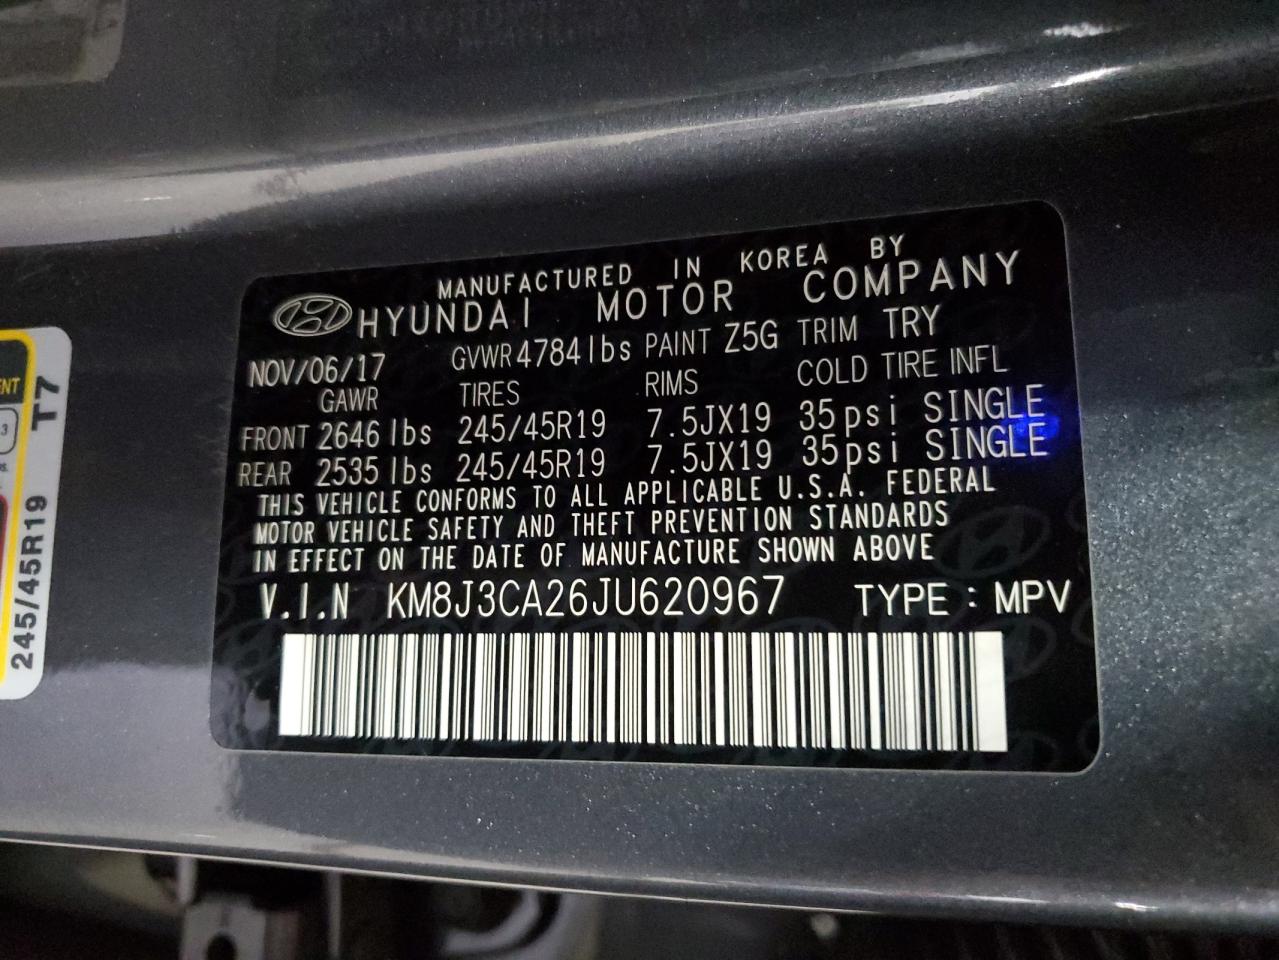 MANUFACTURED IN KOREA BY
HYUNDAI MOTOR COMPANY
NOV/06/17 GVWR 4784lbs PAINT Z5G TRIM TRY
GAWR TIRES RIMS COLD TIRE INFL
FRONT 2646 lbs 245/45R19 7.5JX19 35psi SINGLE
REAR 2535 lbs 245/45R19 7.5JX19 35psi SINGLE
THIS VEHICLE CONFORMS TO ALL APPLICABLE U.S.A. FEDERAL
MOTOR VEHICLE SAFETY AND THEFT PREVENTION STANDARDS
IN EFFECT ON THE DATE OF MANUFACTURE SHOWN ABOVE
V.I.N KM8J3CA26JU620967 TYPE : MPV
245/45R19 T7